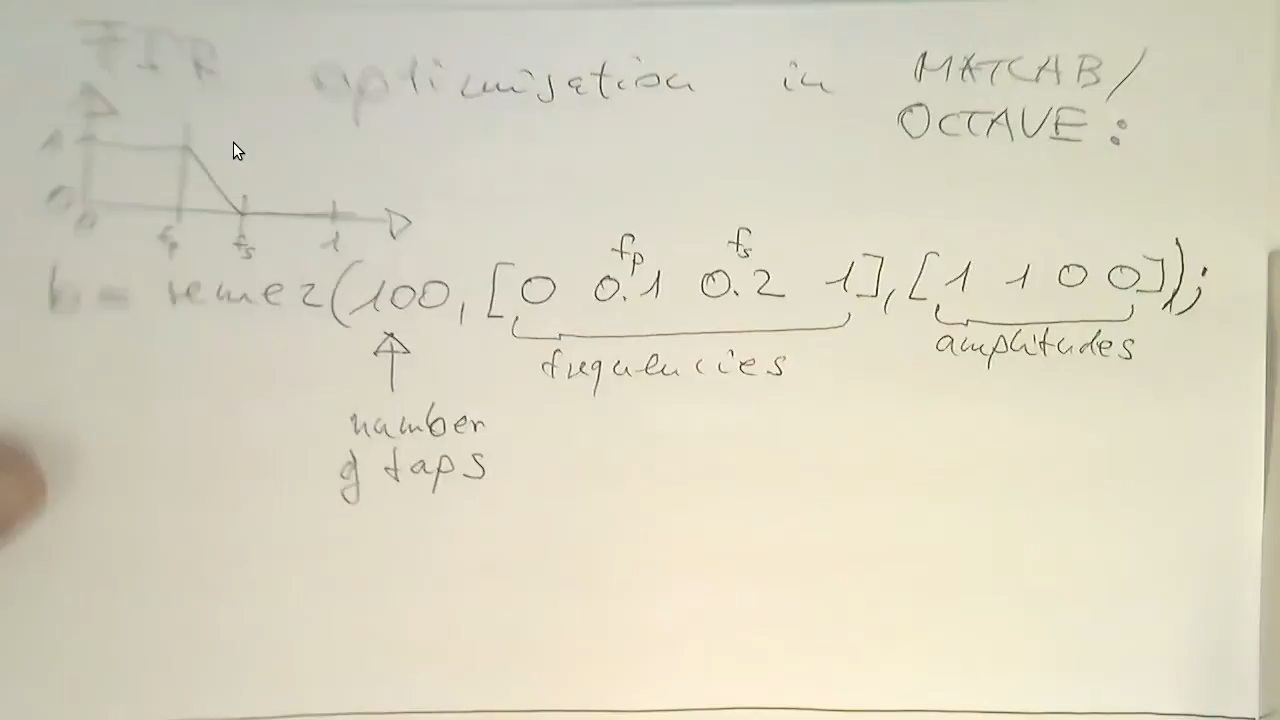 FIR optimisation in MATLAB/
OCTAVE:
1
0
0 fp fs 1
fp fs
b = remez(100, [0 0.1 0.2 1], [1 1 0 0]);
frequencies amplitudes
number
of taps